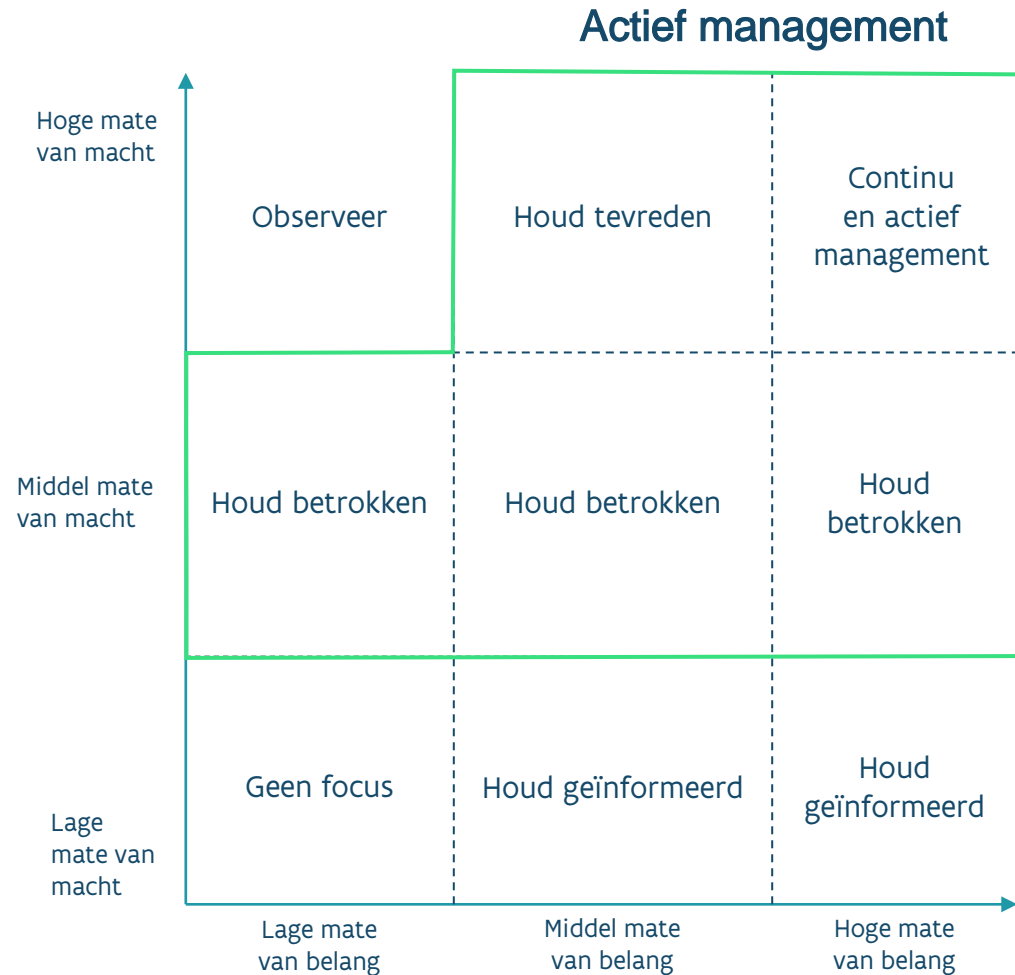 Actief management
Hoge mate
van macht
Observeer
Houd tevreden
Continu
en actief
management
Middel mate
van macht
Houd betrokken
Houd betrokken
Houd
betrokken
Geen focus
Houd geïnformeerd
Houd
geïnformeerd
Lage
mate van
macht
Lage mate
van belang
Middel mate
van belang
Hoge mate
van belang